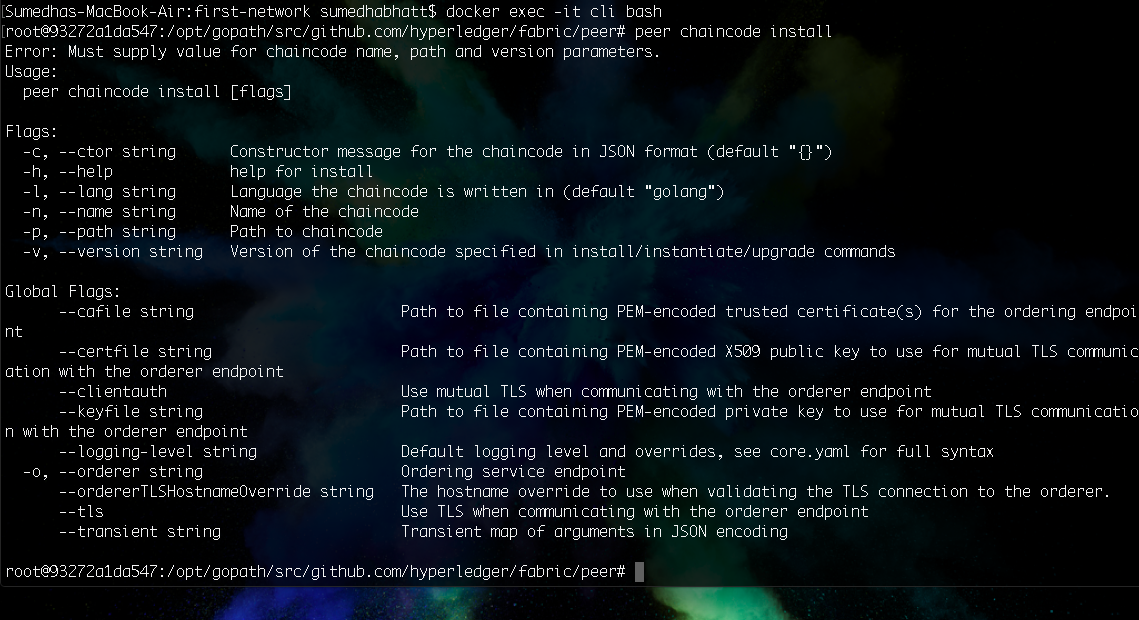 [Sumedhas-MacBook-Air:first-network sumedhabhatt$ docker exec -it cli bash
[root@93272a1da547:/opt/gopath/src/github.com/hyperledger/fabric/peer# peer chaincode install
Error: Must supply value for chaincode name, path and version parameters.
Usage:
  peer chaincode install [flags]

Flags:
  -c, --ctor string      Constructor message for the chaincode in JSON format (default "{}")
  -h, --help             help for install
  -l, --lang string      Language the chaincode is written in (default "golang")
  -n, --name string      Name of the chaincode
  -p, --path string      Path to chaincode
  -v, --version string   Version of the chaincode specified in install/instantiate/upgrade commands

Global Flags:
      --cafile string                       Path to file containing PEM-encoded trusted certificate(s) for the ordering endpoi
nt
      --certfile string                     Path to file containing PEM-encoded X509 public key to use for mutual TLS communic
ation with the orderer endpoint
      --clientauth                          Use mutual TLS when communicating with the orderer endpoint
      --keyfile string                      Path to file containing PEM-encoded private key to use for mutual TLS communicatio
n with the orderer endpoint
      --logging-level string                Default logging level and overrides, see core.yaml for full syntax
  -o, --orderer string                      Ordering service endpoint
      --ordererTLSHostnameOverride string   The hostname override to use when validating the TLS connection to the orderer.
      --tls                                 Use TLS when communicating with the orderer endpoint
      --transient string                    Transient map of arguments in JSON encoding

root@93272a1da547:/opt/gopath/src/github.com/hyperledger/fabric/peer#